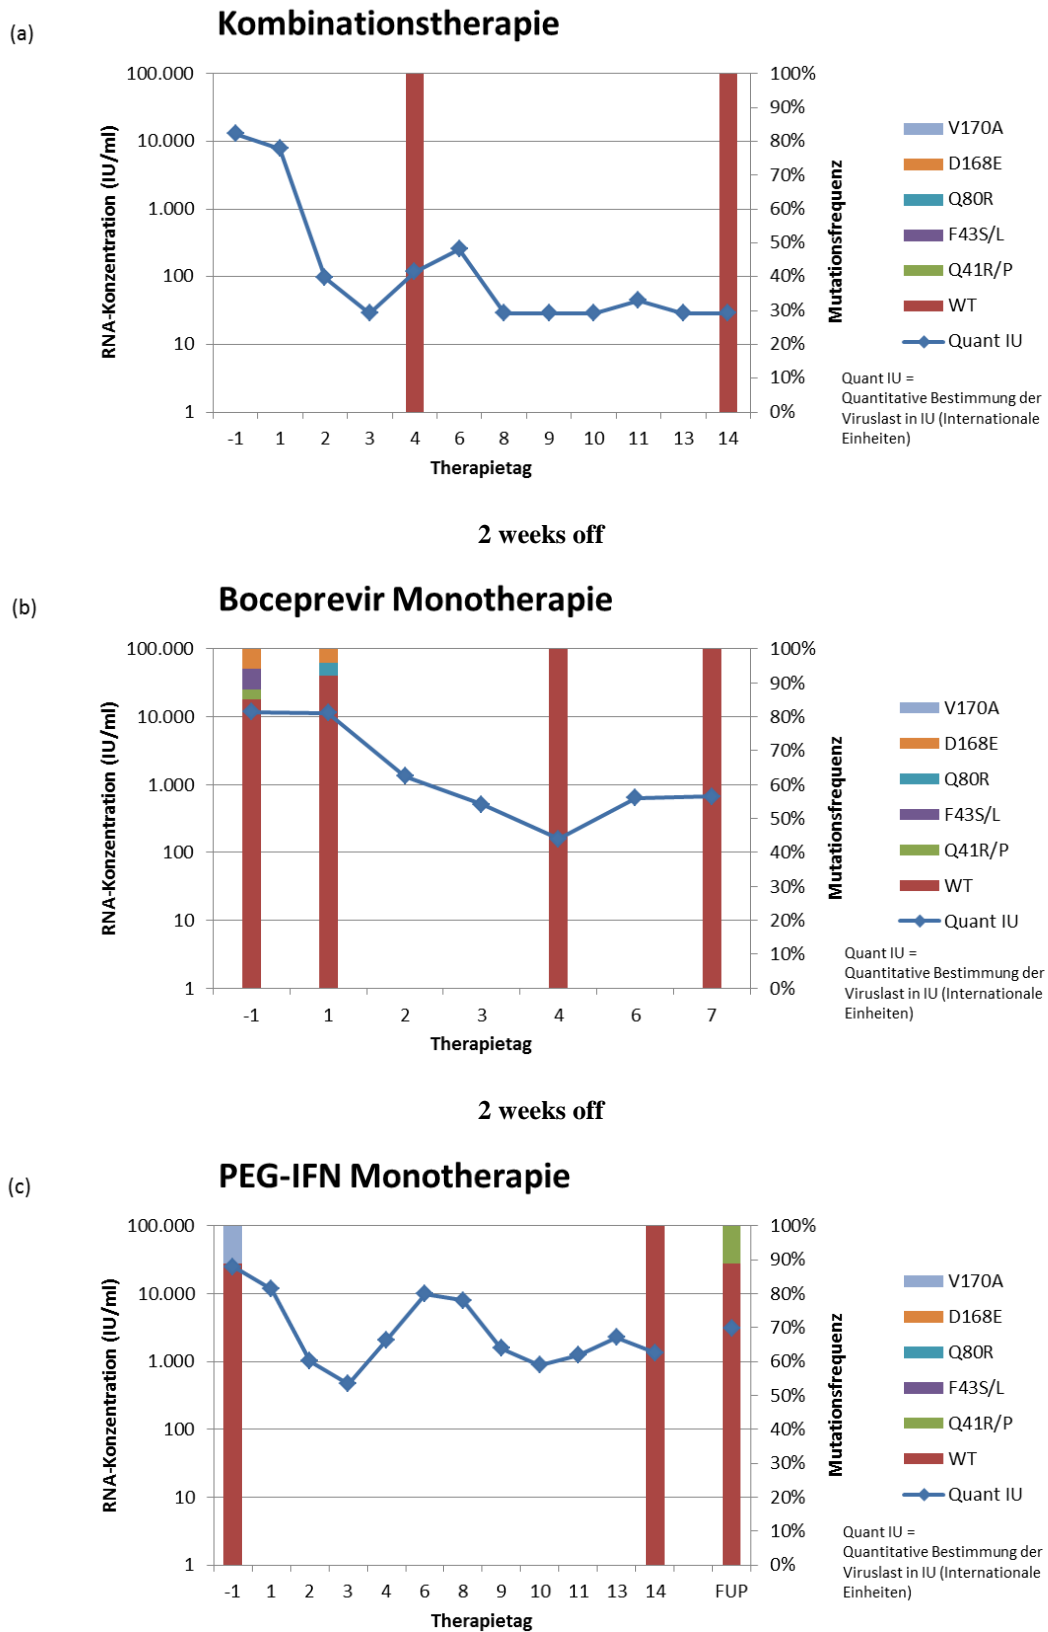 (a)
Kombinationstherapie
RNA-Konzentration (IU/ml)
100.000
10.000
1.000
100
10
1
100%
90%
80%
70%
60%
50%
40%
30%
20%
10%
0%
Mutationsfrequenz
-1 1 2 3 4 6 8 9 10 11 13 14
Therapietag
V170A
D168E
Q80R
F43S/L
Q41R/P
WT
Quant IU
Quant IU =
Quantitative Bestimmung der
Viruslast in IU (Internationale
Einheiten)
2 weeks off
(b)
Boceprevir Monotherapie
RNA-Konzentration (IU/ml)
100.000
10.000
1.000
100
10
1
100%
90%
80%
70%
60%
50%
40%
30%
20%
10%
0%
Mutationsfrequenz
-1 1 2 3 4 6 7
Therapietag
V170A
D168E
Q80R
F43S/L
Q41R/P
WT
Quant IU
Quant IU =
Quantitative Bestimmung der
Viruslast in IU (Internationale
Einheiten)
2 weeks off
(c)
PEG-IFN Monotherapie
RNA-Konzentration (IU/ml)
100.000
10.000
1.000
100
10
1
100%
90%
80%
70%
60%
50%
40%
30%
20%
10%
0%
Mutationsfrequenz
-1 1 2 3 4 6 8 9 10 11 13 14 FUP
Therapietag
V170A
D168E
Q80R
F43S/L
Q41R/P
WT
Quant IU
Quant IU =
Quantitative Bestimmung der
Viruslast in IU (Internationale
Einheiten)